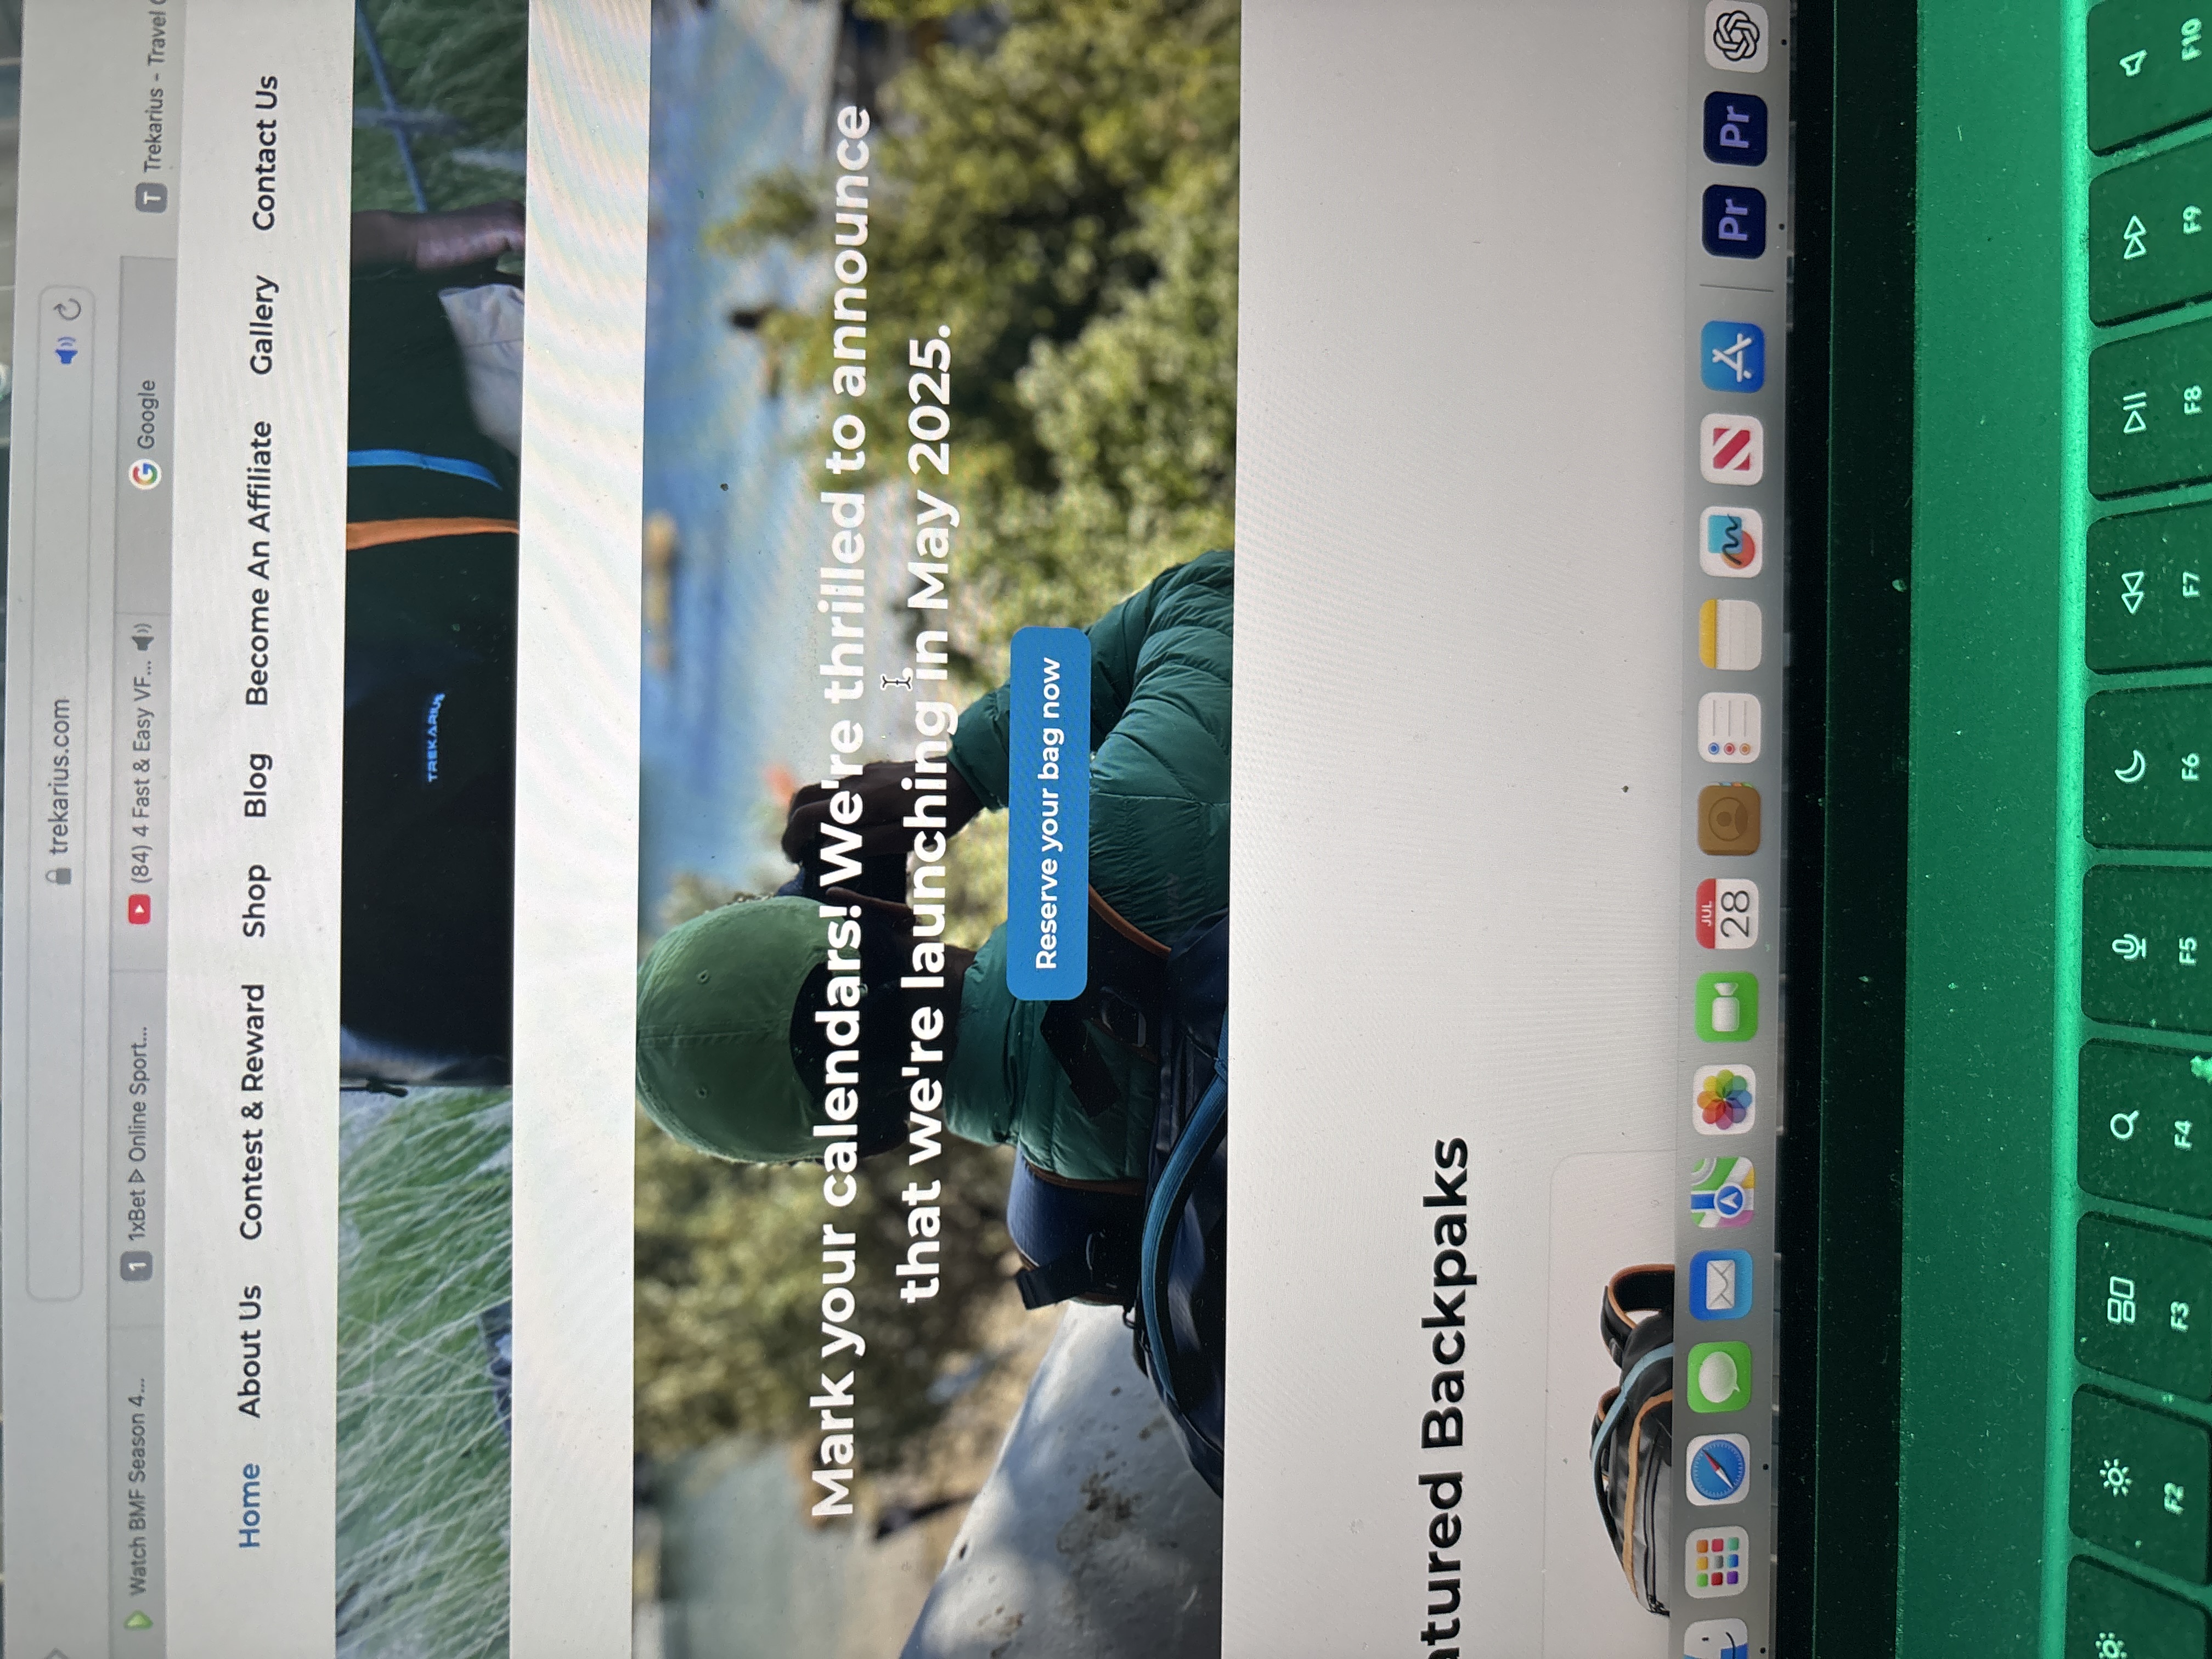 trekarius.com
Watch BMF Season 4...
1 1xBet ▷ Online Sport...
(84) 4 Fast & Easy VF...
G Google
T Trekarius - Travel
Home About Us Contest & Reward Shop Blog Become An Affiliate Gallery Contact Us
TREKARIUS
Mark your calendars! We're thrilled to announce
that we're launching in May 2025.
Reserve your bag now
atured Backpaks
JUL
28
Pr
Pr
F2 F3 F4 F5 F6 F7 F8 F9 F10